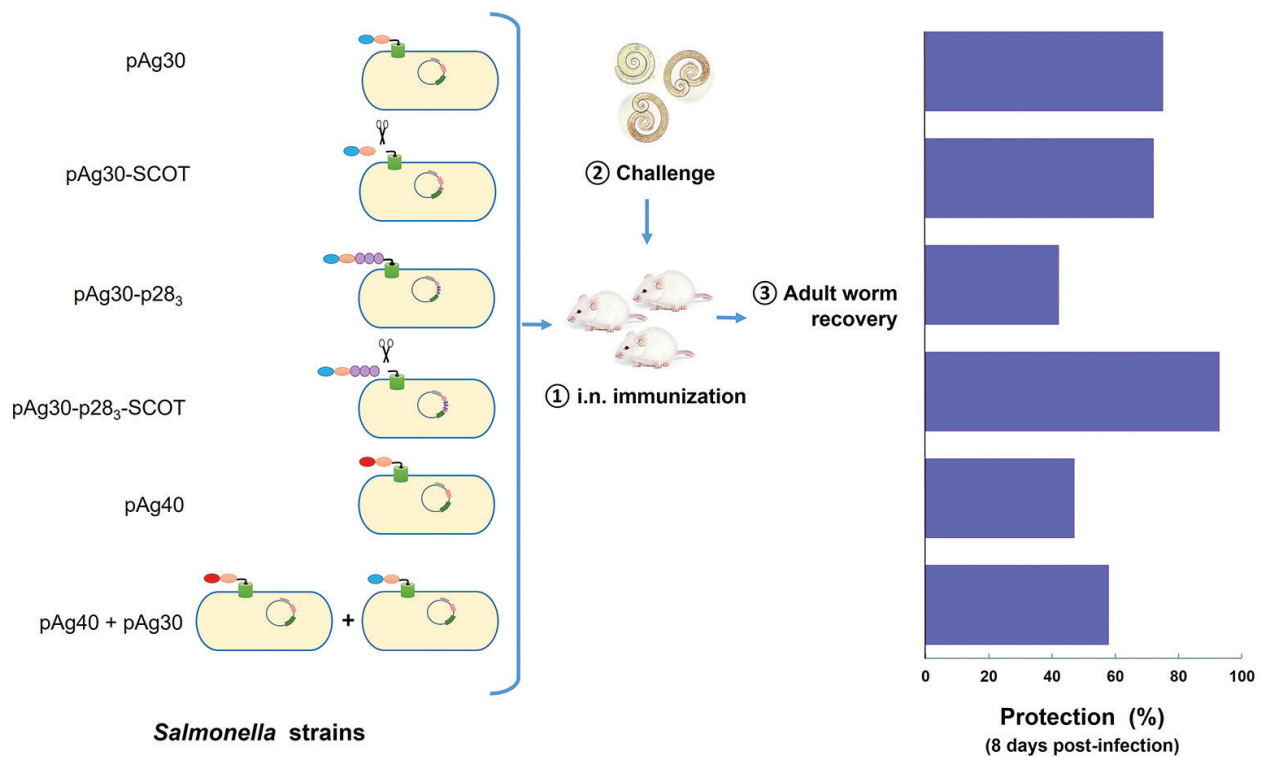 pAg30
pAg30-SCOT
pAg30-p28₃
pAg30-p28₃-SCOT
pAg40
pAg40 + pAg30
+
Salmonella strains
② Challenge
① i.n. immunization
③ Adult worm
recovery
0 20 40 60 80 100
Protection (%)
(8 days post-infection)